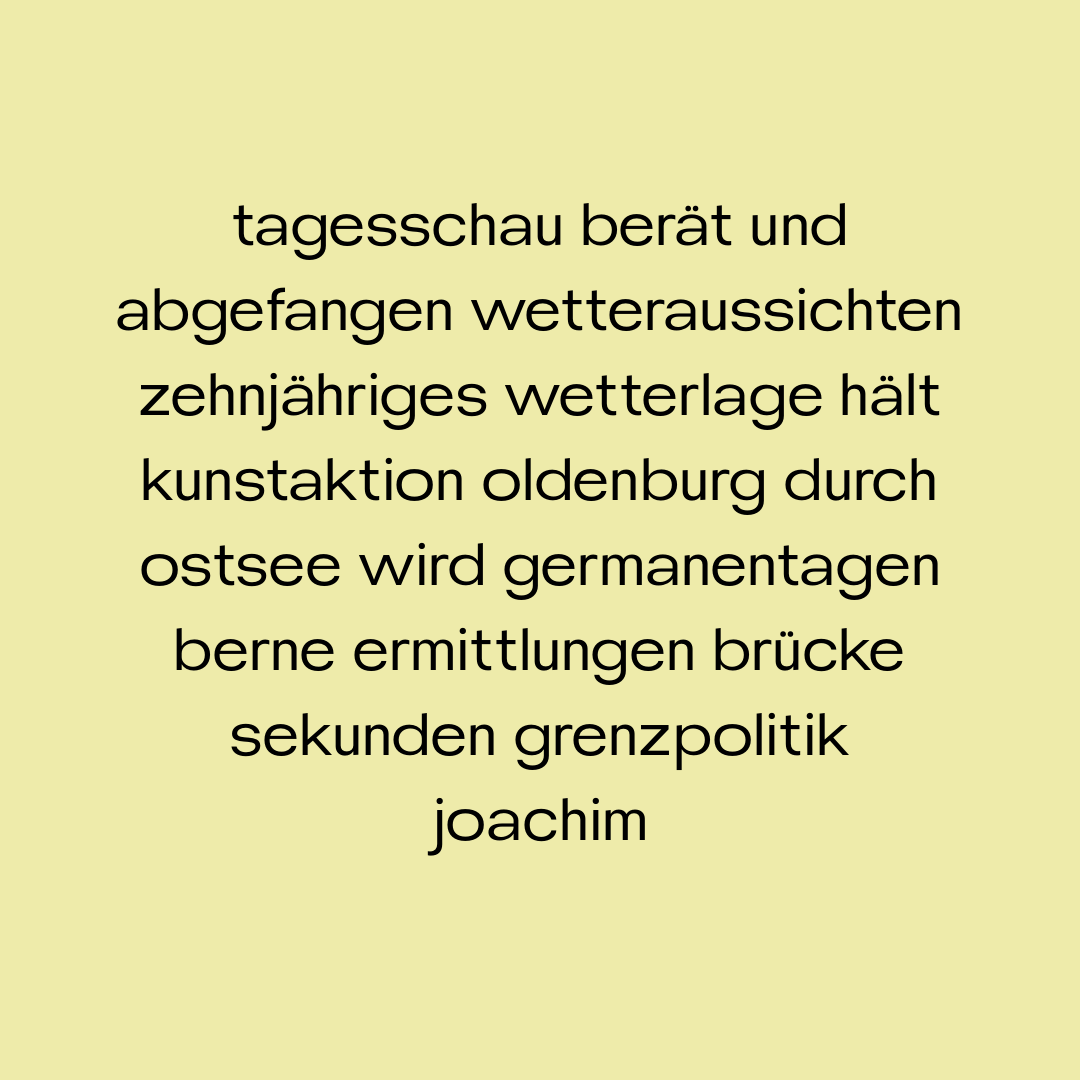 tagesschau berät und
abgefangen wetteraussichten
zehnjähriges wetterlage hält
kunstaktion oldenburg durch
ostsee wird germanentagen
berne ermittlungen brücke
sekunden grenzpolitik
joachim